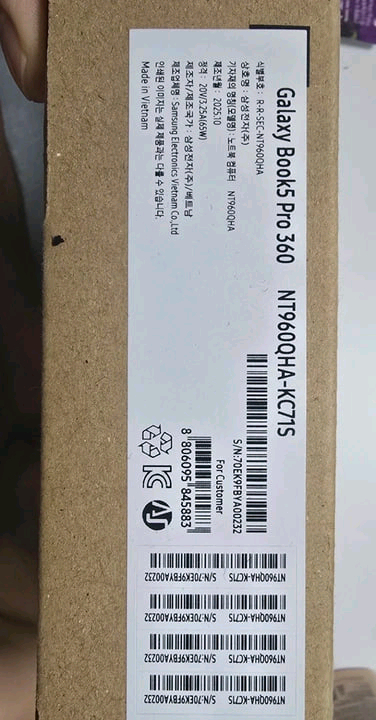 Galaxy Book5 Pro 360 NT960QHA-KC71S
식별부호 : R-R-SEC-NT960QHA
상호명 : 삼성전자(주)
기자재의 명칭(모델명) : 노트북 컴퓨터 NT960QHA
제조년월 : 2025.10
정격 : 20V/3.25A(65W)
제조자/제조국가 : 삼성전자(주)/베트남
제조업체명 : Samsung Electronics Vietnam Co.,Ltd
인쇄된 이미지는 실제 제품과는 다를 수 있습니다.
Made in Vietnam
S/N:70EK9FBYA00232
For Customer
8 806095 845883
NT960QHA-KC71S S/N:70EK9FBYA00232
NT960QHA-KC71S S/N:70EK9FBYA00232
NT960QHA-KC71S S/N:70EK9FBYA00232
NT960QHA-KC71S S/N:70EK9FBYA00232